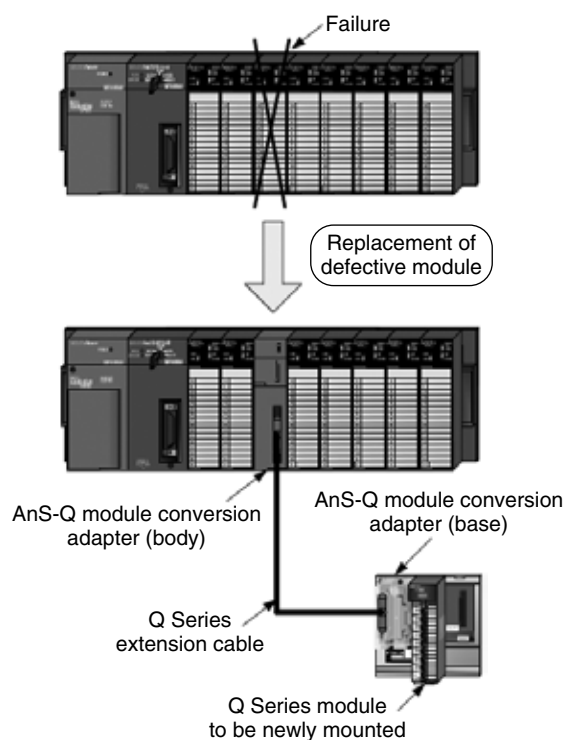 Failure
Replacement of
defective module
AnS-Q module conversion
adapter (body)
AnS-Q module conversion
adapter (base)
Q Series
extension cable
Q Series module
to be newly mounted